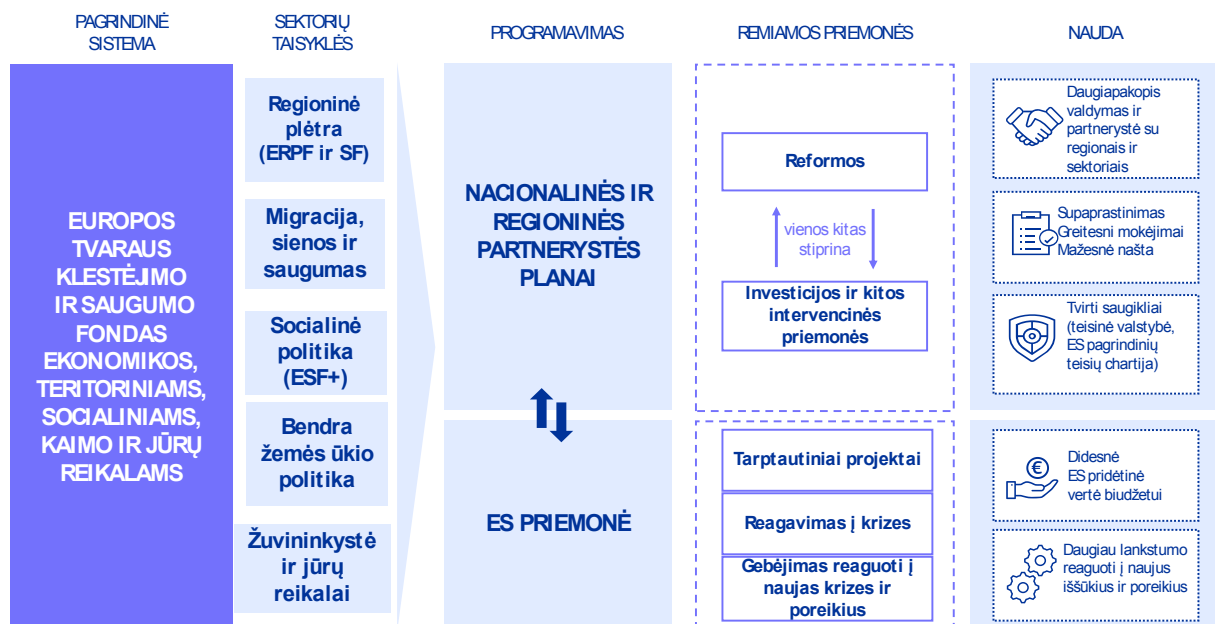 PAGRINDINĖ
SISTEMA
SEKTORIŲ
TAISYKLĖS
PROGRAMAVIMAS
REMIAMOS PRIEMONĖS
NAUDA
EUROPOS
TVARAUS
KLESTĖJIMO
IR SAUGUMO
FONDAS
EKONOMIKOS,
TERITORINIAMS,
SOCIALINIAMS,
KAIMO IR JŪRŲ
REIKALAMS
Regioninė
plėtra
(ERPF ir SF)
Migracija,
sienos ir
saugumas
Socialinė
politika
(ESF+)
Bendra
žemės ūkio
politika
Žuvininkystė
ir jūrų
reikalai
NACIONALINĖS IR
REGIONINĖS
PARTNERYSTĖS
PLANAI
ES PRIEMONĖ
Reformos
vienos kitas
stiprina
Investicijos ir kitos
intervencinės
priemonės
Tarptautiniai projektai
Reagavimas į krizes
Gebėjimas reaguoti į
naujas krizes ir
poreikius
Daugiapakopis
valdymas ir
partnerystė su
regionais ir
sektoriais
Supaprastinimas
Greitesni mokėjimai
Mažesnė našta
Tvirti saugikliai
(teisinė valstybė,
ES pagrindinių
teisių chartija)
Didesnė
ES pridėtinė
vertė biudžetui
Daugiau lankstumo
reaguoti į naujus
iššūkius ir poreikius